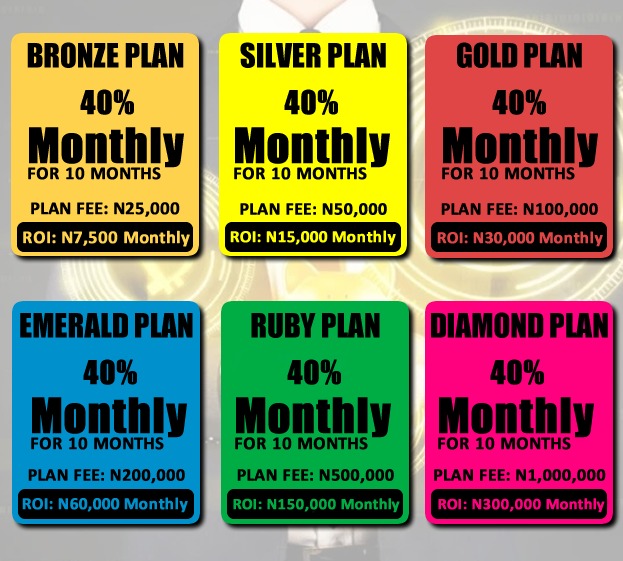 BRONZE PLAN
40%
Monthly
FOR 10 MONTHS
PLAN FEE: N25,000
ROI: N7,500 Monthly
SILVER PLAN
40%
Monthly
FOR 10 MONTHS
PLAN FEE: N50,000
ROI: N15,000 Monthly
GOLD PLAN
40%
Monthly
FOR 10 MONTHS
PLAN FEE: N100,000
ROI: N30,000 Monthly
EMERALD PLAN
40%
Monthly
FOR 10 MONTHS
PLAN FEE: N200,000
ROI: N60,000 Monthly
RUBY PLAN
40%
Monthly
FOR 10 MONTHS
PLAN FEE: N500,000
ROI: N150,000 Monthly
DIAMOND PLAN
40%
Monthly
FOR 10 MONTHS
PLAN FEE: N1,000,000
ROI: N300,000 Monthly